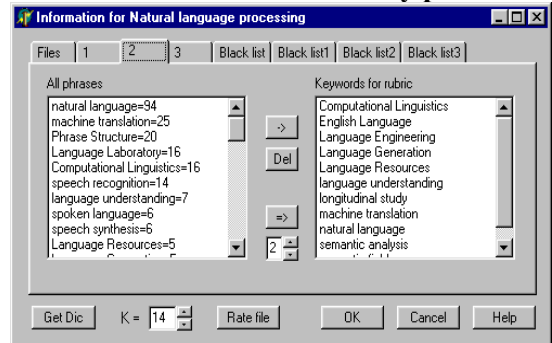 Information for Natural language processing
Files 1 2 3 Black list Black list1 Black list2 Black list3
All phrases
natural language=94
machine translation=25
Phrase Structure=20
Language Laboratory=16
Computational Linguistics=16
speech recognition=14
language understanding=7
spoken language=6
speech synthesis=6
Language Resources=5
->
Del
=>
2
Keywords for rubric
Computational Linguistics
English Language
Language Engineering
Language Generation
Language Resources
language understanding
longitudinal study
machine translation
natural language
semantic analysis
Get Dic K = 14 Rate file OK Cancel Help